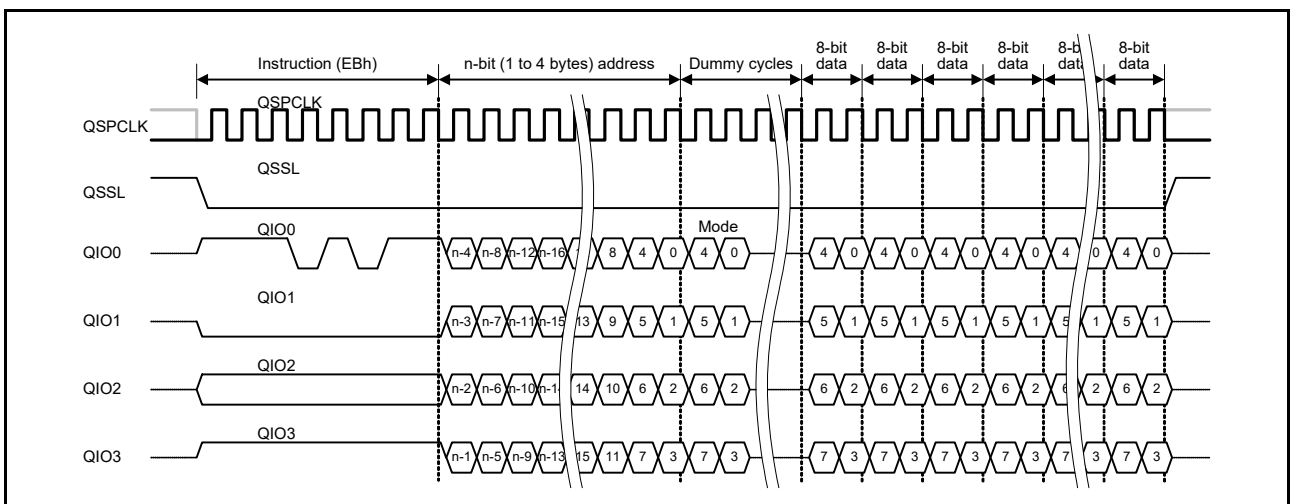 8-bit 8-bit 8-bit 8-bit 8-bit
Instruction (EBh) n-bit (1 to 4 bytes) address Dummy cycles data data data data data data
QSPCLK
QSPCLK
QSSL
QSSL
QIO0 Mode
QIO0 n-4 n-8 n-12 n-16 8 4 0 4 0 4 0 4 0 4 0 4 0 4 0 4 0
QIO1
QIO1 n-3 n-7 n-11 n-15 13 9 5 1 5 1 5 1 5 1 5 1 5 1 5 1 5 1
QIO2
QIO2 n-2 n-6 n-10 14 10 6 2 6 2 6 2 6 2 6 2 6 2 6 2 6 2
QIO3
QIO3 n-1 n-5 n-9 n-13 15 11 7 3 7 3 7 3 7 3 7 3 7 3 7 3 7 3